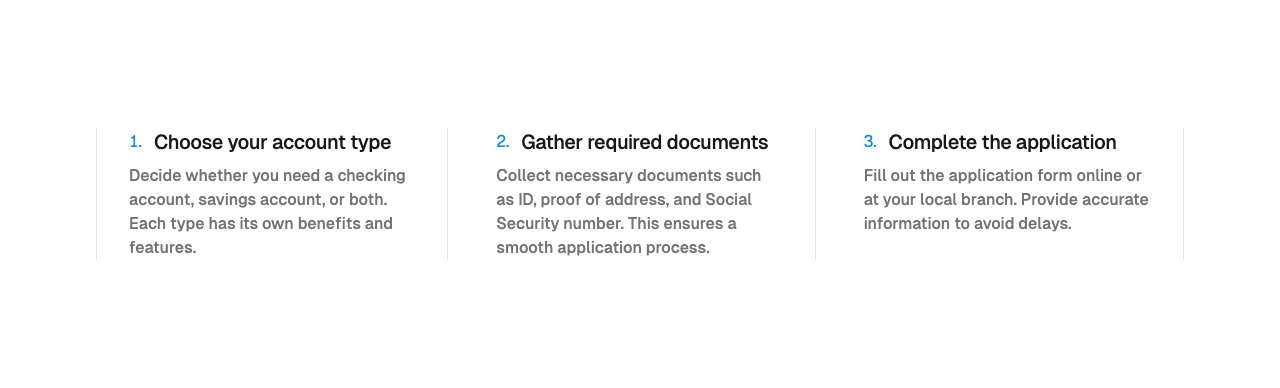 1. Choose your account type
Decide whether you need a checking
account, savings account, or both.
Each type has its own benefits and
features.
2. Gather required documents
Collect necessary documents such
as ID, proof of address, and Social
Security number. This ensures a
smooth application process.
3. Complete the application
Fill out the application form online or
at your local branch. Provide accurate
information to avoid delays.